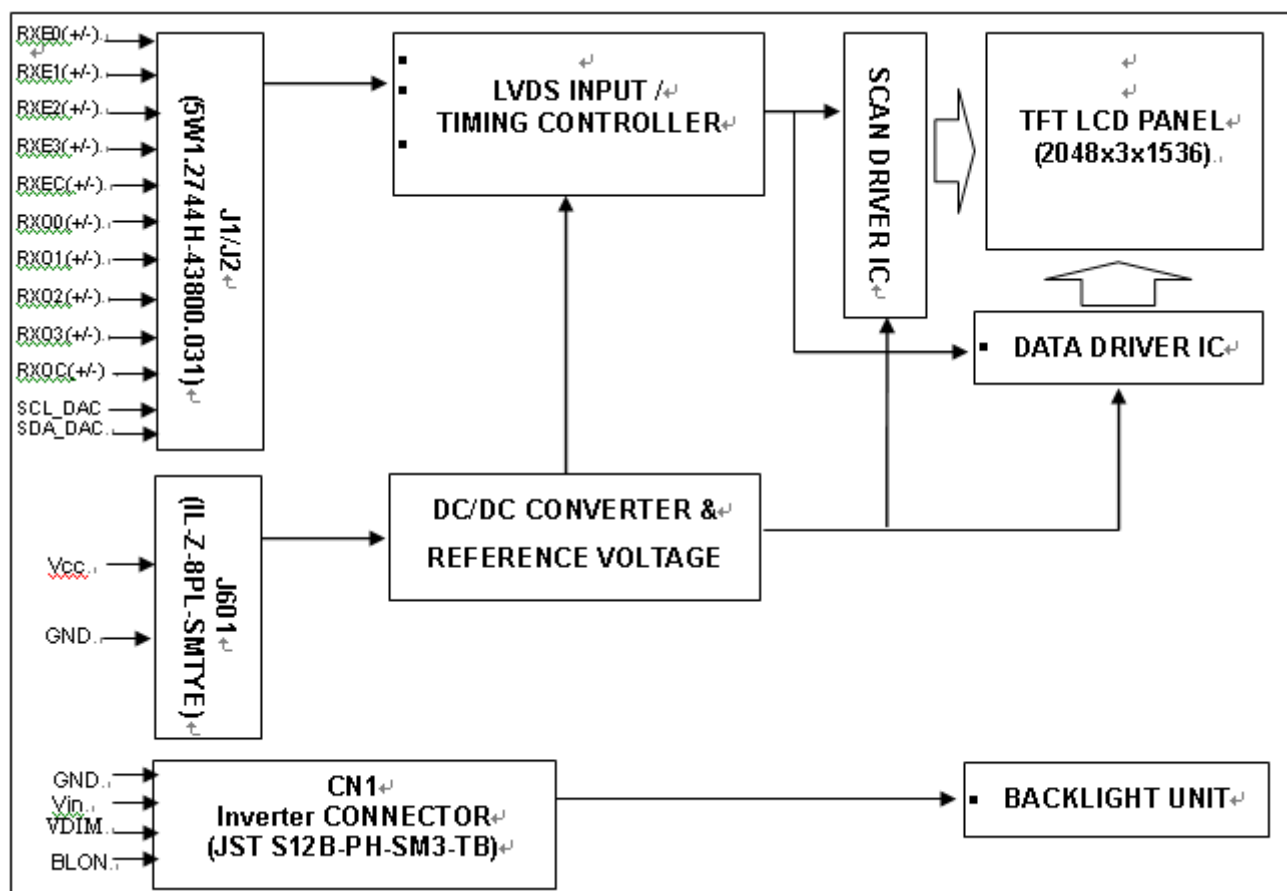 RXE0(+/-)
RXE1(+/-)
RXE2(+/-)
RXE3(+/-)
RXEC(+/-)
RXO0(+/-)
RXO1(+/-)
RXO2(+/-)
RXO3(+/-)
RXOC(+/-)
SCL_DAC
SDA_DAC
J1/J2
(5W1.2744H-43800.031)
LVDS INPUT /
TIMING CONTROLLER
SCAN DRIVER IC
TFT LCD PANEL
(2048x3x1536)
DATA DRIVER IC
Vcc
GND
J601
(IL-Z-8PL-SMTYE)
DC/DC CONVERTER &
REFERENCE VOLTAGE
GND
Vin
VDIM
BLON
CN1
Inverter CONNECTOR
(JST S12B-PH-SM3-TB)
BACKLIGHT UNIT